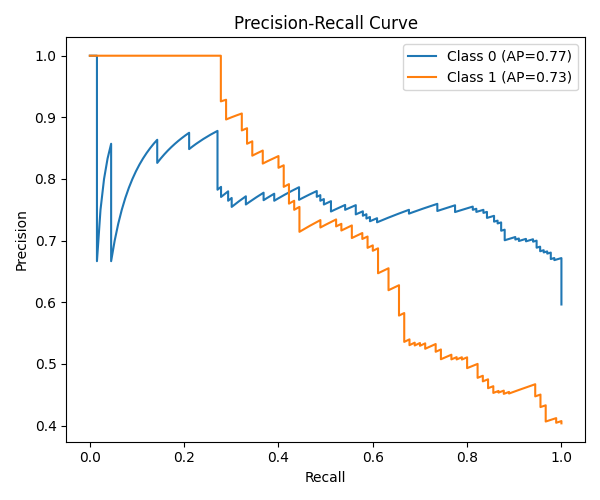 Precision-Recall Curve
Class 0 (AP=0.77)
Class 1 (AP=0.73)
Precision
1.0
0.9
0.8
0.7
0.6
0.5
0.4
0.0 0.2 0.4 0.6 0.8 1.0
Recall